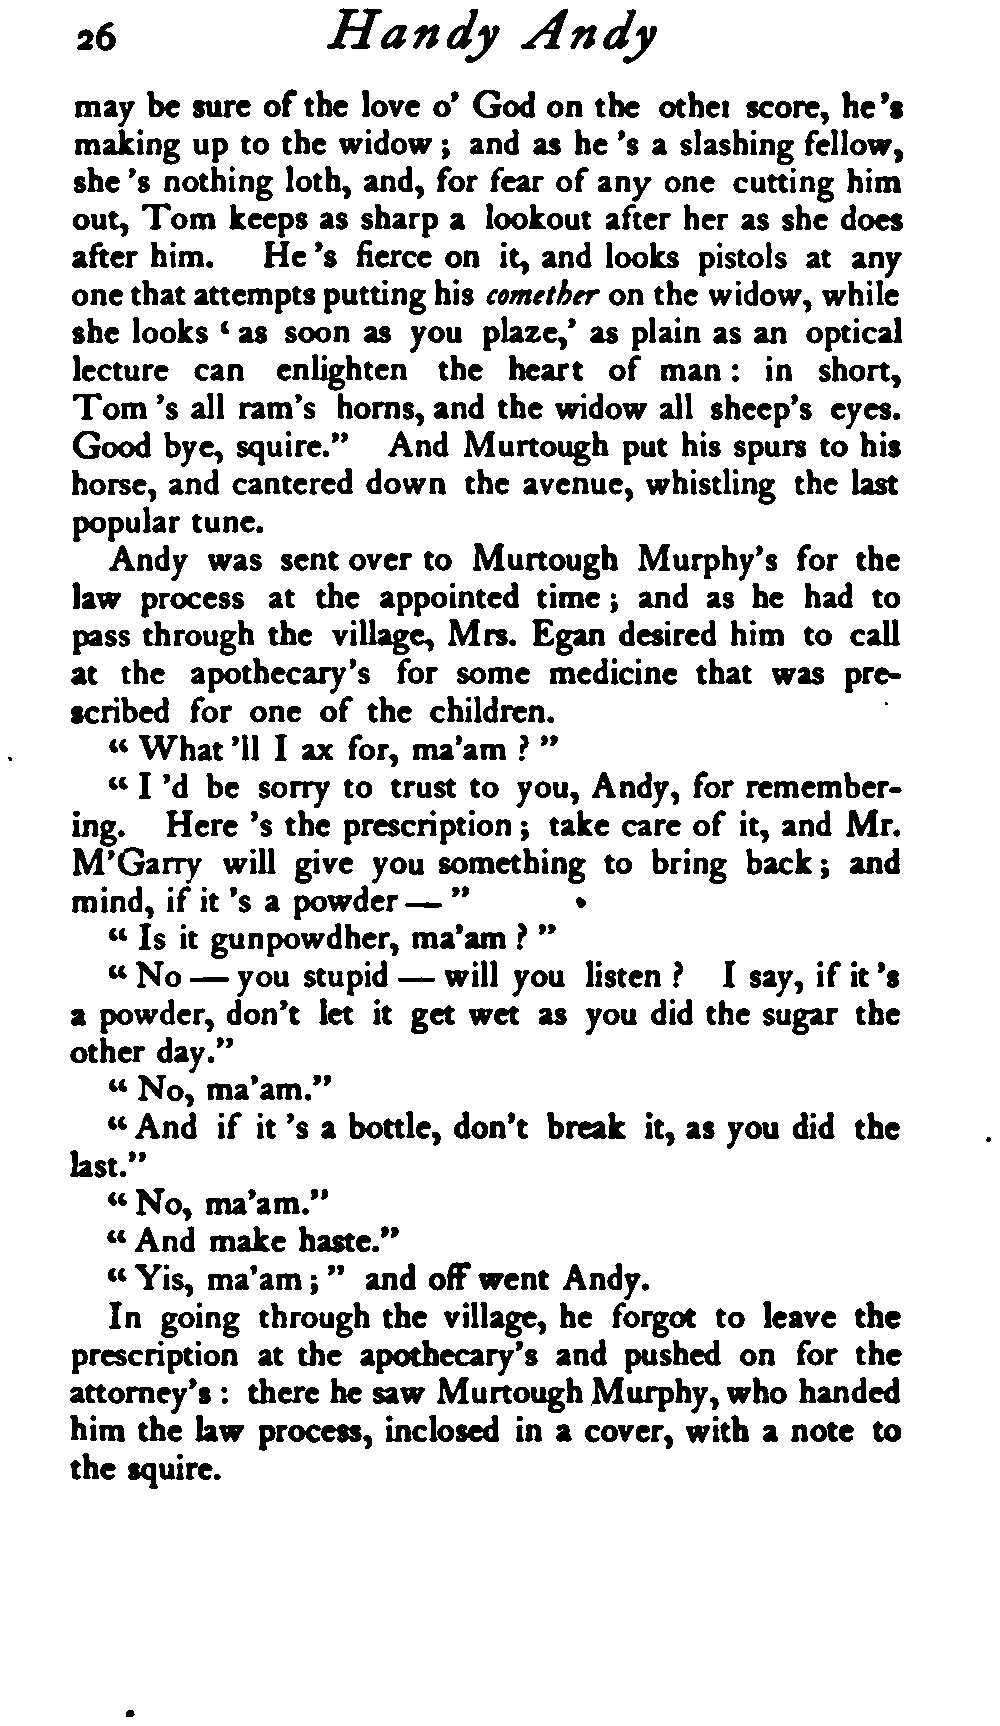 26 Handy Andy
may be sure of the love o' God on the other score, he's
making up to the widow; and as he 's a slashing fellow,
she 's nothing loth, and, for fear of any one cutting him
out, Tom keeps as sharp a lookout after her as she does
after him. He 's fierce on it, and looks pistols at any
one that attempts putting his comether on the widow, while
she looks ‘as soon as you plaze,’ as plain as an optical
lecture can enlighten the heart of man: in short,
Tom 's all ram's horns, and the widow all sheep's eyes.
Good bye, squire.” And Murtough put his spurs to his
horse, and cantered down the avenue, whistling the last
popular tune.
Andy was sent over to Murtough Murphy's for the
law process at the appointed time; and as he had to
pass through the village, Mrs. Egan desired him to call
at the apothecary's for some medicine that was pre-
scribed for one of the children.
“What 'll I ax for, ma'am?”
“I 'd be sorry to trust to you, Andy, for remember-
ing. Here 's the prescription; take care of it, and Mr.
M'Garry will give you something to bring back; and
mind, if it 's a powder—”
“Is it gunpowdher, ma'am?”
“No—you stupid—will you listen? I say, if it 's
a powder, don't let it get wet as you did the sugar the
other day.”
“No, ma'am.”
“And if it 's a bottle, don't break it, as you did the
last.”
“No, ma'am.”
“And make haste.”
“Yis, ma'am;” and off went Andy.
In going through the village, he forgot to leave the
prescription at the apothecary's and pushed on for the
attorney's: there he saw Murtough Murphy, who handed
him the law process, inclosed in a cover, with a note to
the squire.